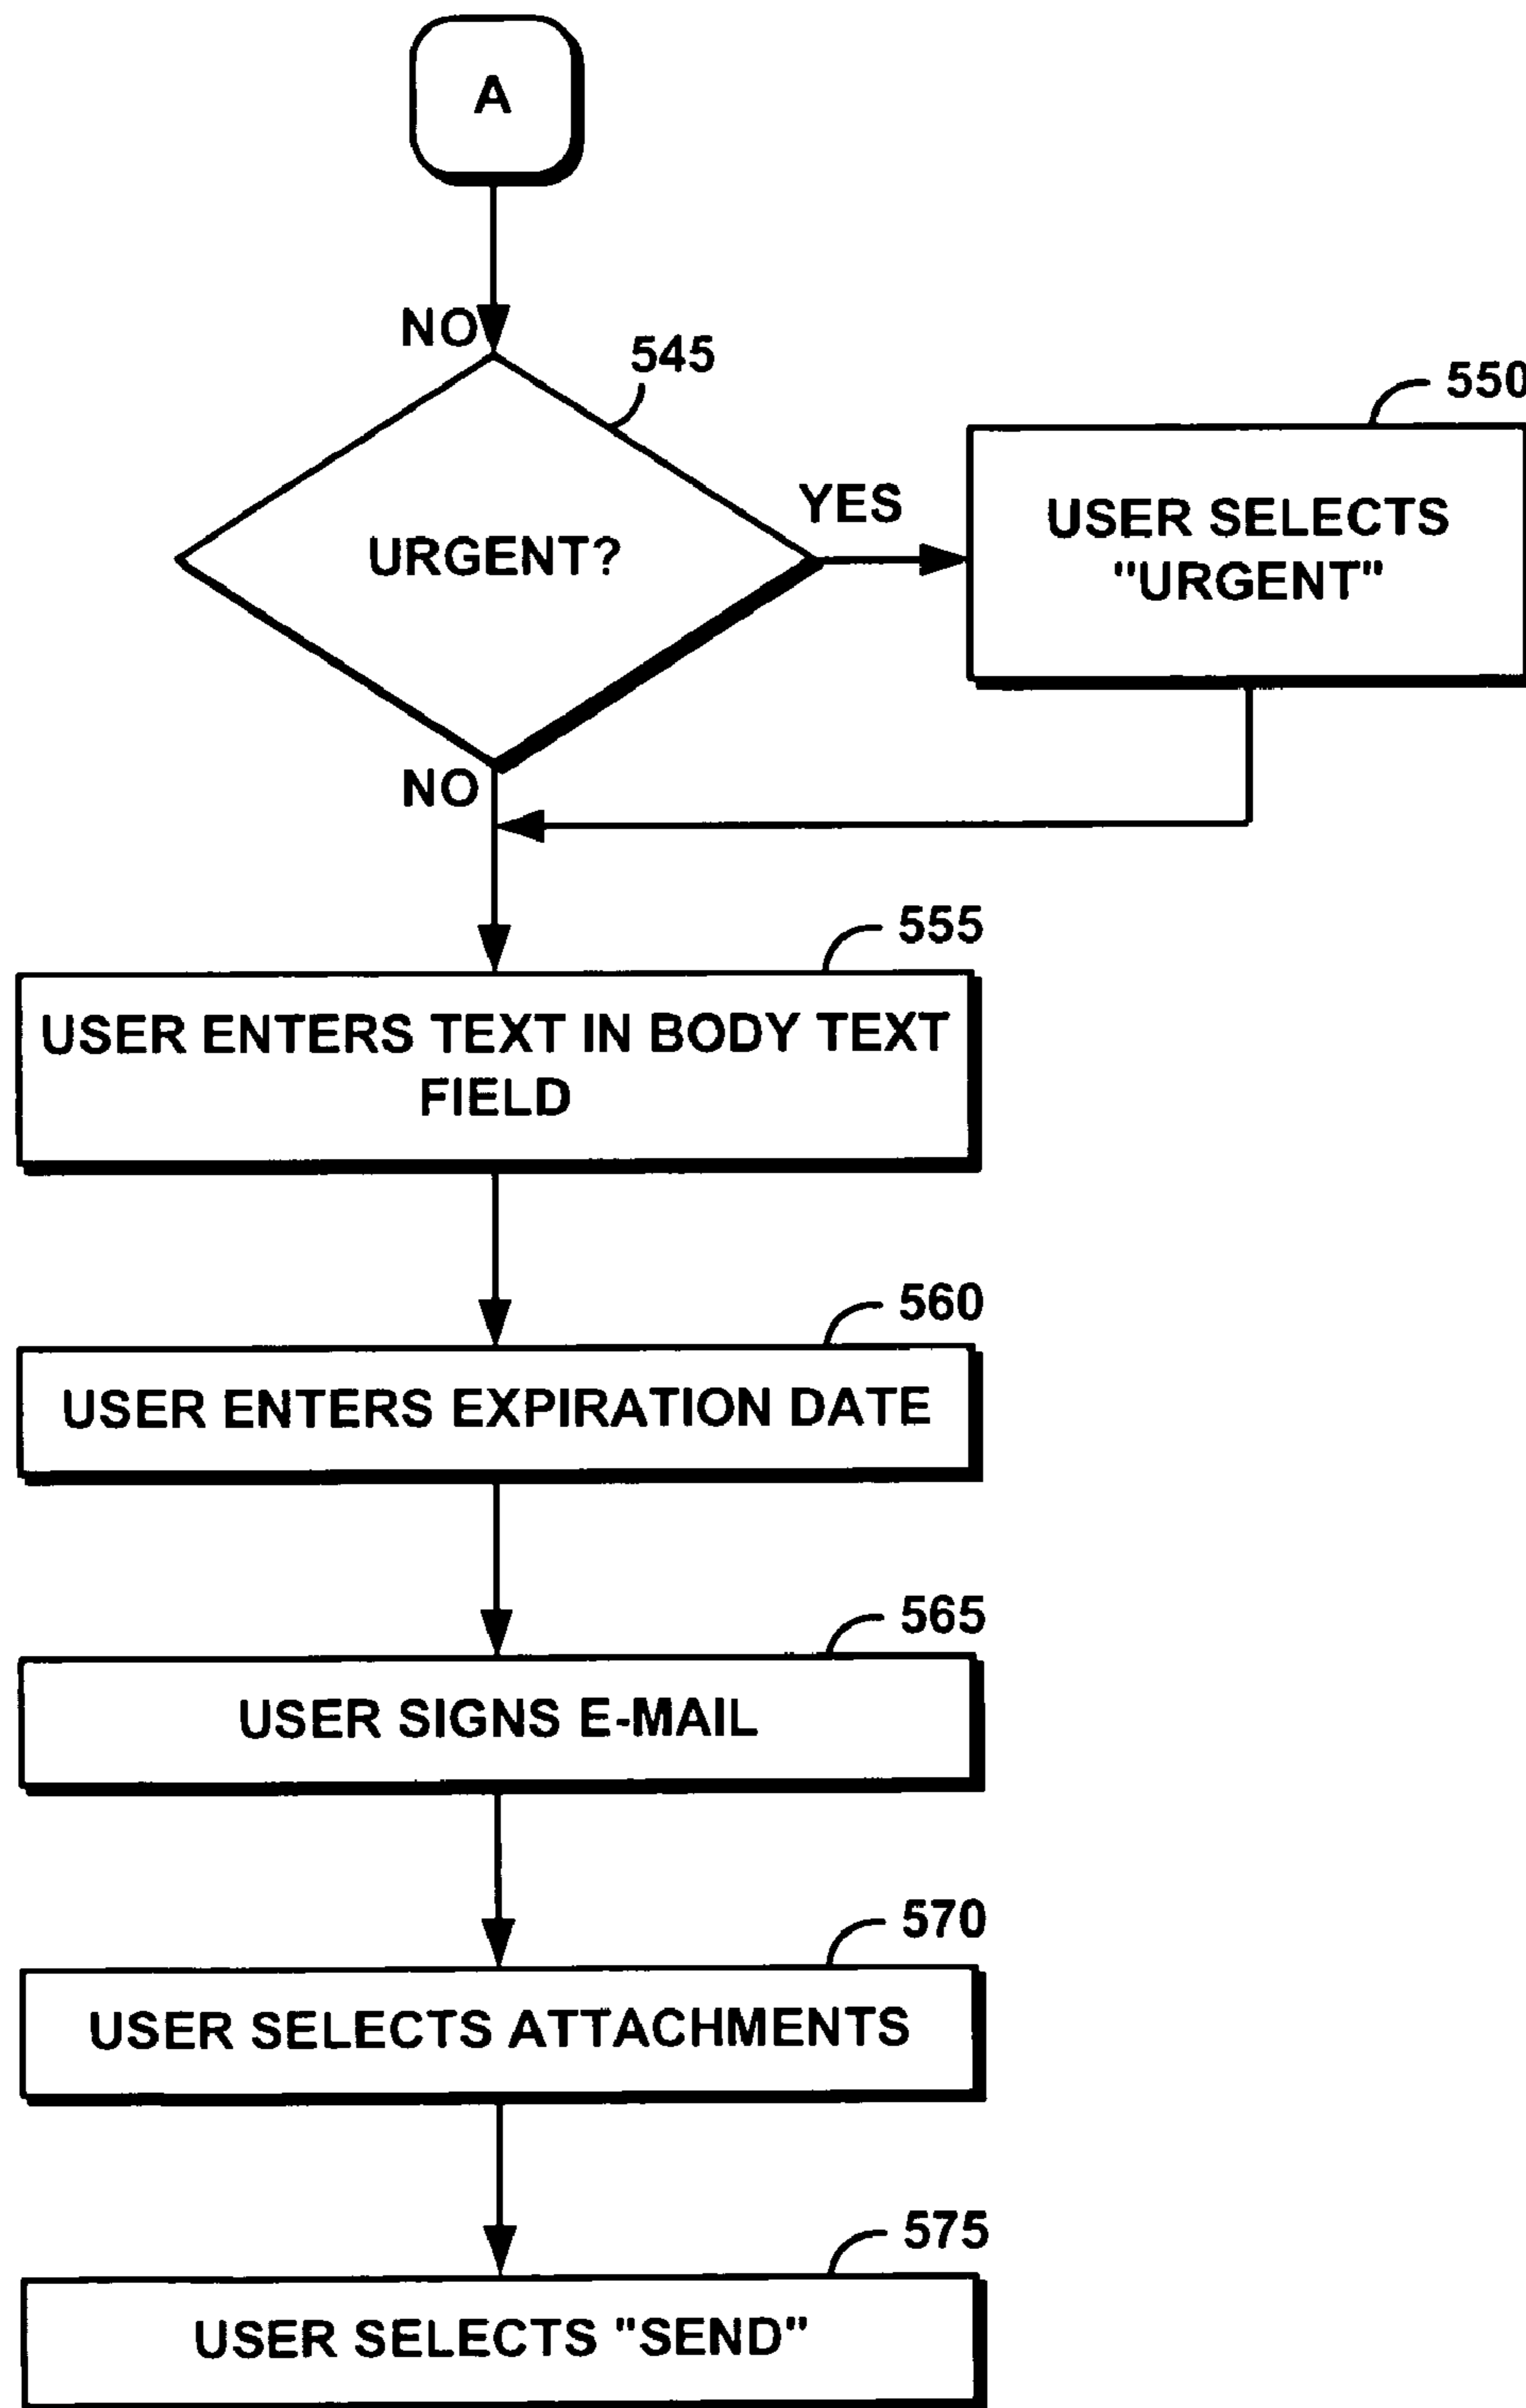 A
NO
545
550
URGENT?
YES
USER SELECTS
"URGENT"
NO
555
USER ENTERS TEXT IN BODY TEXT
FIELD
560
USER ENTERS EXPIRATION DATE
565
USER SIGNS E-MAIL
570
USER SELECTS ATTACHMENTS
575
USER SELECTS "SEND"